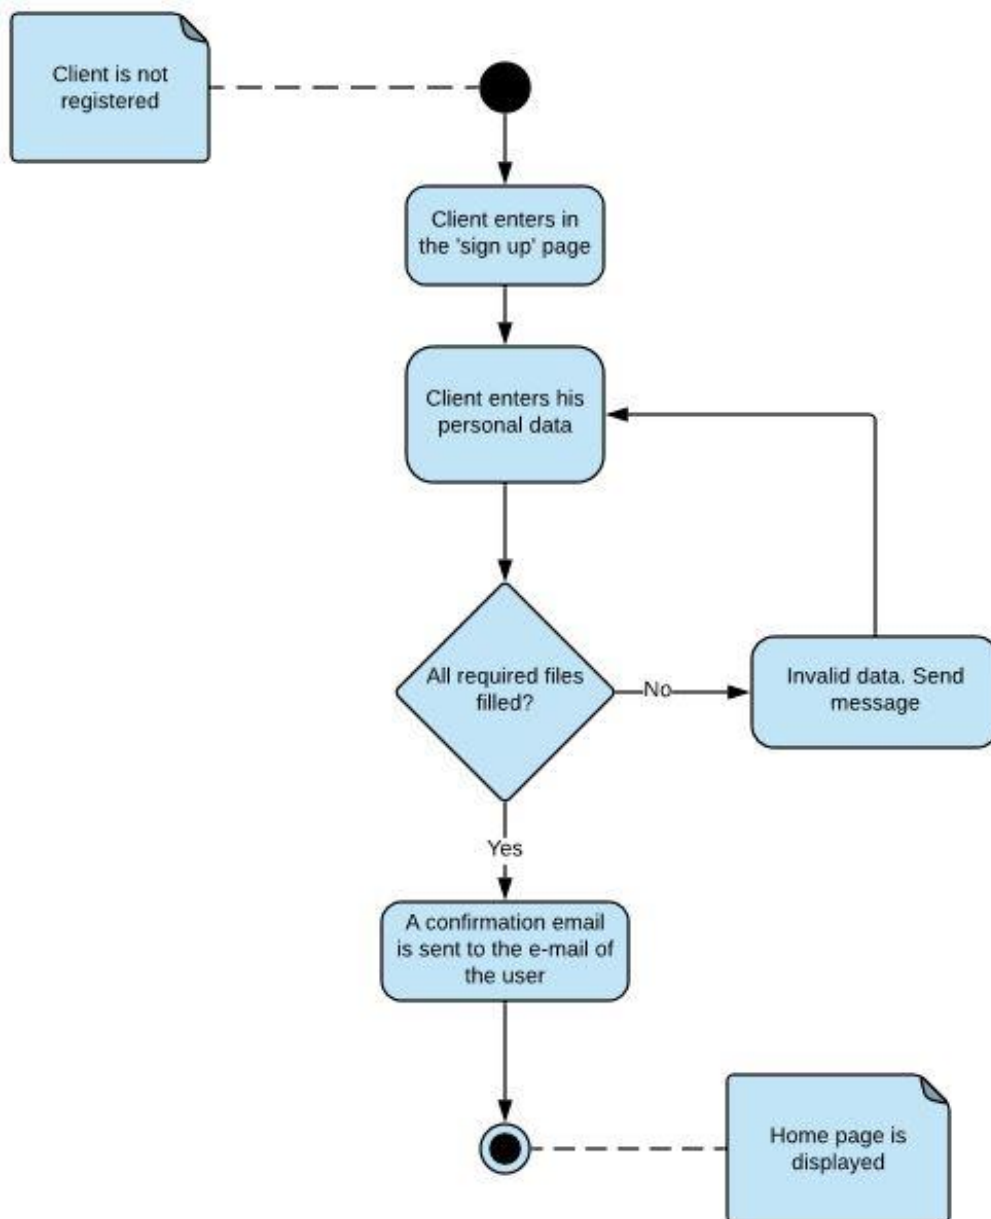 Client is not
registered
Client enters in
the 'sign up' page
Client enters his
personal data
All required files
filled?
No
Invalid data. Send
message
Yes
A confirmation email
is sent to the e-mail of
the user
Home page is
displayed